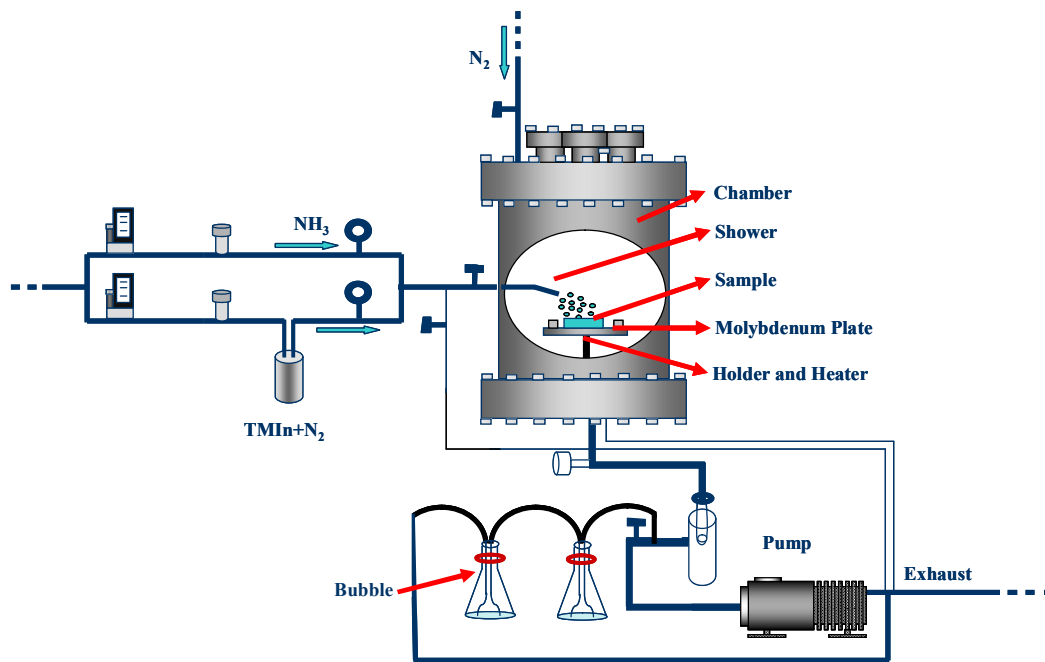 N₂
Chamber
NH₃
Shower
Sample
Molybdenum Plate
Holder and Heater
TMIn+N₂
Pump
Exhaust
Bubble